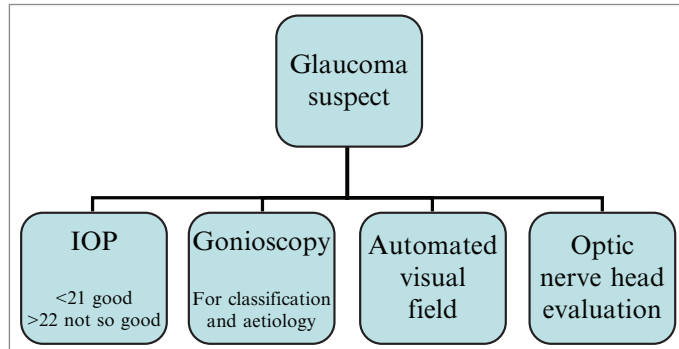 Glaucoma
suspect
IOP
<21 good
>22 not so good
Gonioscopy
For classification
and aetiology
Automated
visual
field
Optic
nerve head
evaluation